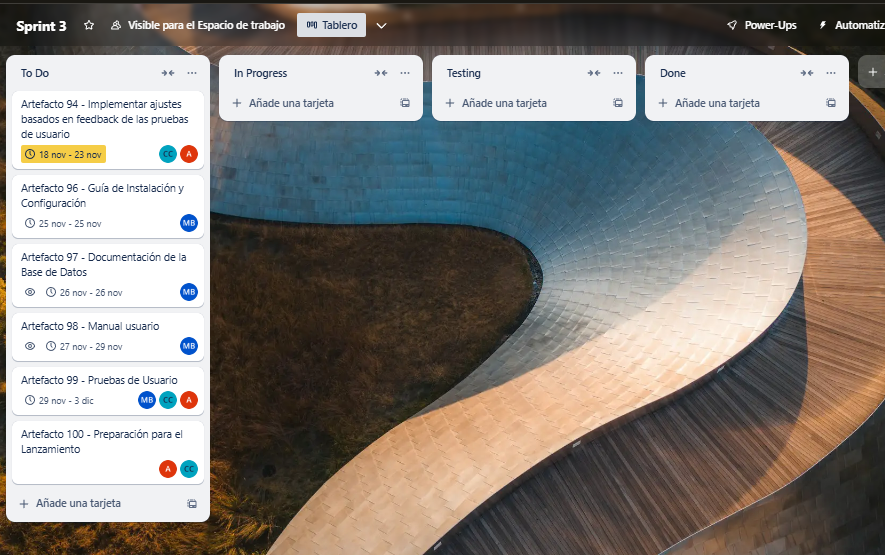 Sprint 3
Visible para el Espacio de trabajo
Tablero
Power-Ups
Automatiz
To Do
Artefacto 94 - Implementar ajustes
basados en feedback de las pruebas
de usuario
18 nov - 23 nov
CC
A
Artefacto 96 - Guía de Instalación y
Configuración
25 nov - 25 nov
MB
Artefacto 97 - Documentación de la
Base de Datos
26 nov - 26 nov
MB
Artefacto 98 - Manual usuario
27 nov - 29 nov
MB
Artefacto 99 - Pruebas de Usuario
29 nov - 3 dic
MB
CC
A
Artefacto 100 - Preparación para el
Lanzamiento
A
CC
Añade una tarjeta
In Progress
Añade una tarjeta
Testing
Añade una tarjeta
Done
Añade una tarjeta